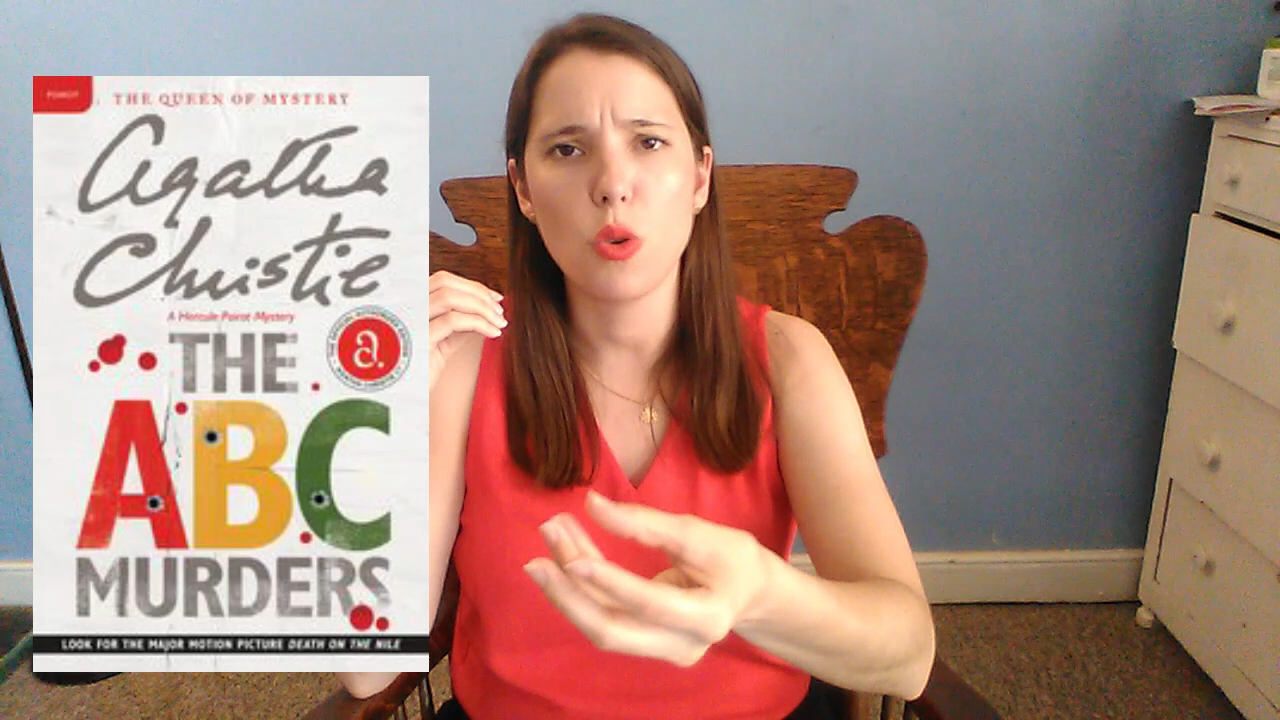 POIROT
THE QUEEN OF MYSTERY
Agatha
Christie
A Hercule Poirot Mystery
THE
a.
ABC
MURDERS
LOOK FOR THE MAJOR MOTION PICTURE DEATH ON THE NILE